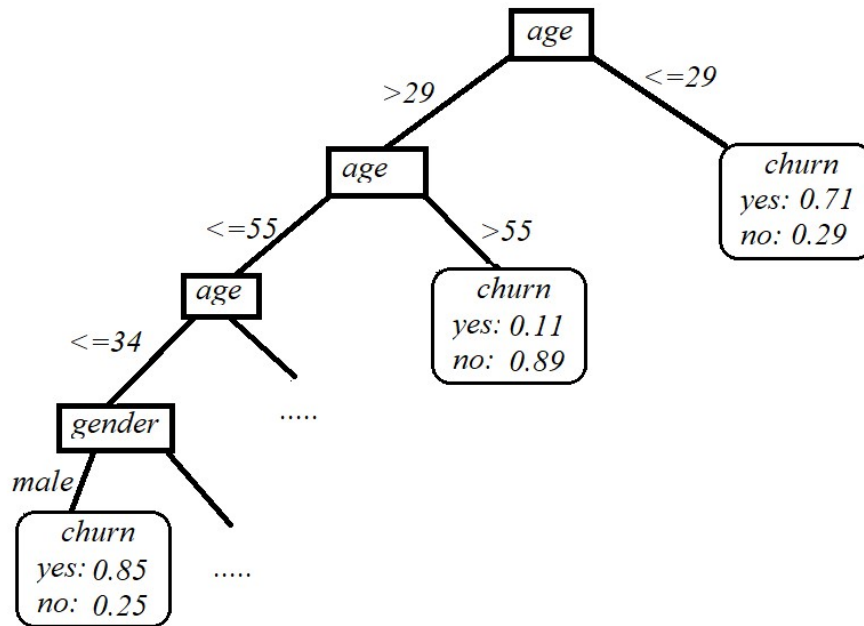 age
>29
<=29
age
churn
yes: 0.71
no: 0.29
<=55
>55
age
churn
yes: 0.11
no: 0.89
<=34
.....
gender
male
churn
yes: 0.85
no: 0.25
.....